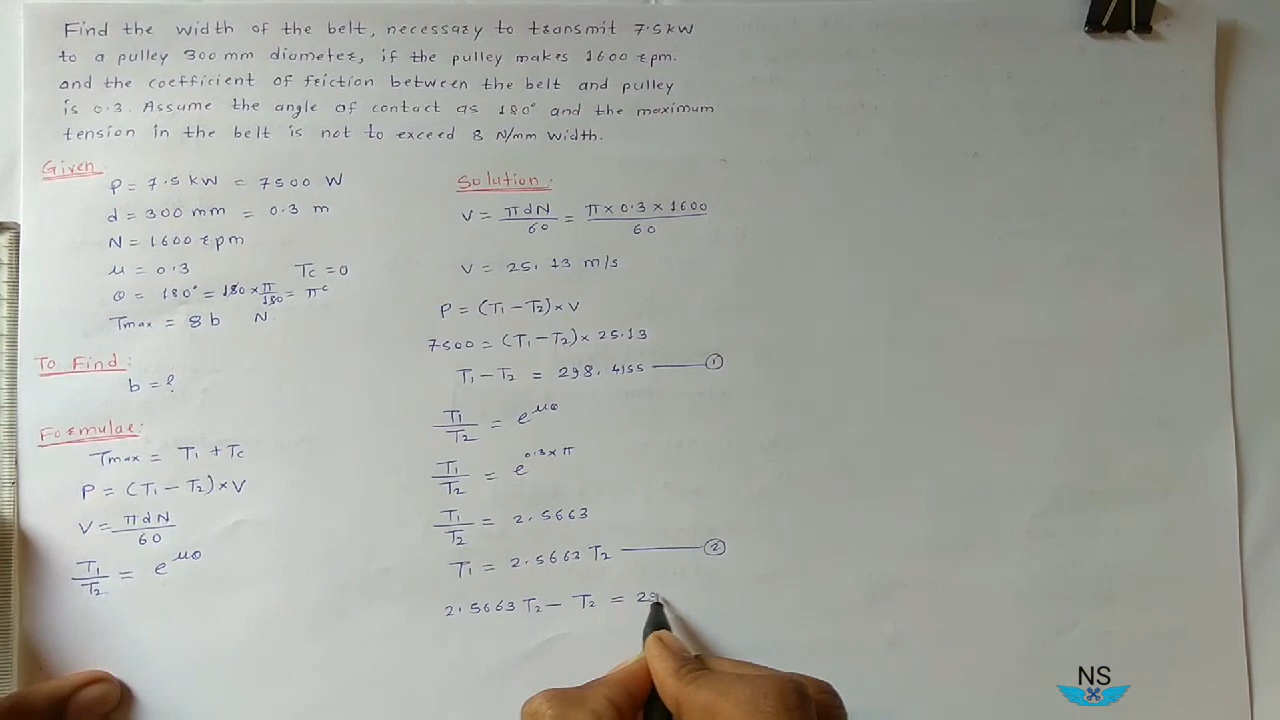 Find the width of the belt, necessary to transmit 7.5 kW
to a pulley 300 mm diameter, if the pulley makes 1600 rpm.
and the coefficient of friction between the belt and pulley
is 0.3. Assume the angle of contact as 180° and the maximum
tension in the belt is not to exceed 8 N/mm width.
Given:
P = 7.5 kW = 7500 W
d = 300 mm = 0.3 m
N = 1600 rpm
μ = 0.3 Tc = 0
θ = 180° = 180 × π/180 = π^c
Tmax = 8 b N
To Find:
b = ?
Formulae:
Tmax = T1 + Tc
P = (T1 - T2) × V
V = πdN/60
T1/T2 = e^μθ
Solution:
V = πdN/60 = π × 0.3 × 1600/60
V = 25.13 m/s
P = (T1 - T2) × V
7500 = (T1 - T2) × 25.13
T1 - T2 = 298.4155 —— ①
T1/T2 = e^μθ
T1/T2 = e^0.3×π
T1/T2 = 2.5663
T1 = 2.5663 T2 —— ②
2.5663 T2 - T2 = 29
NS